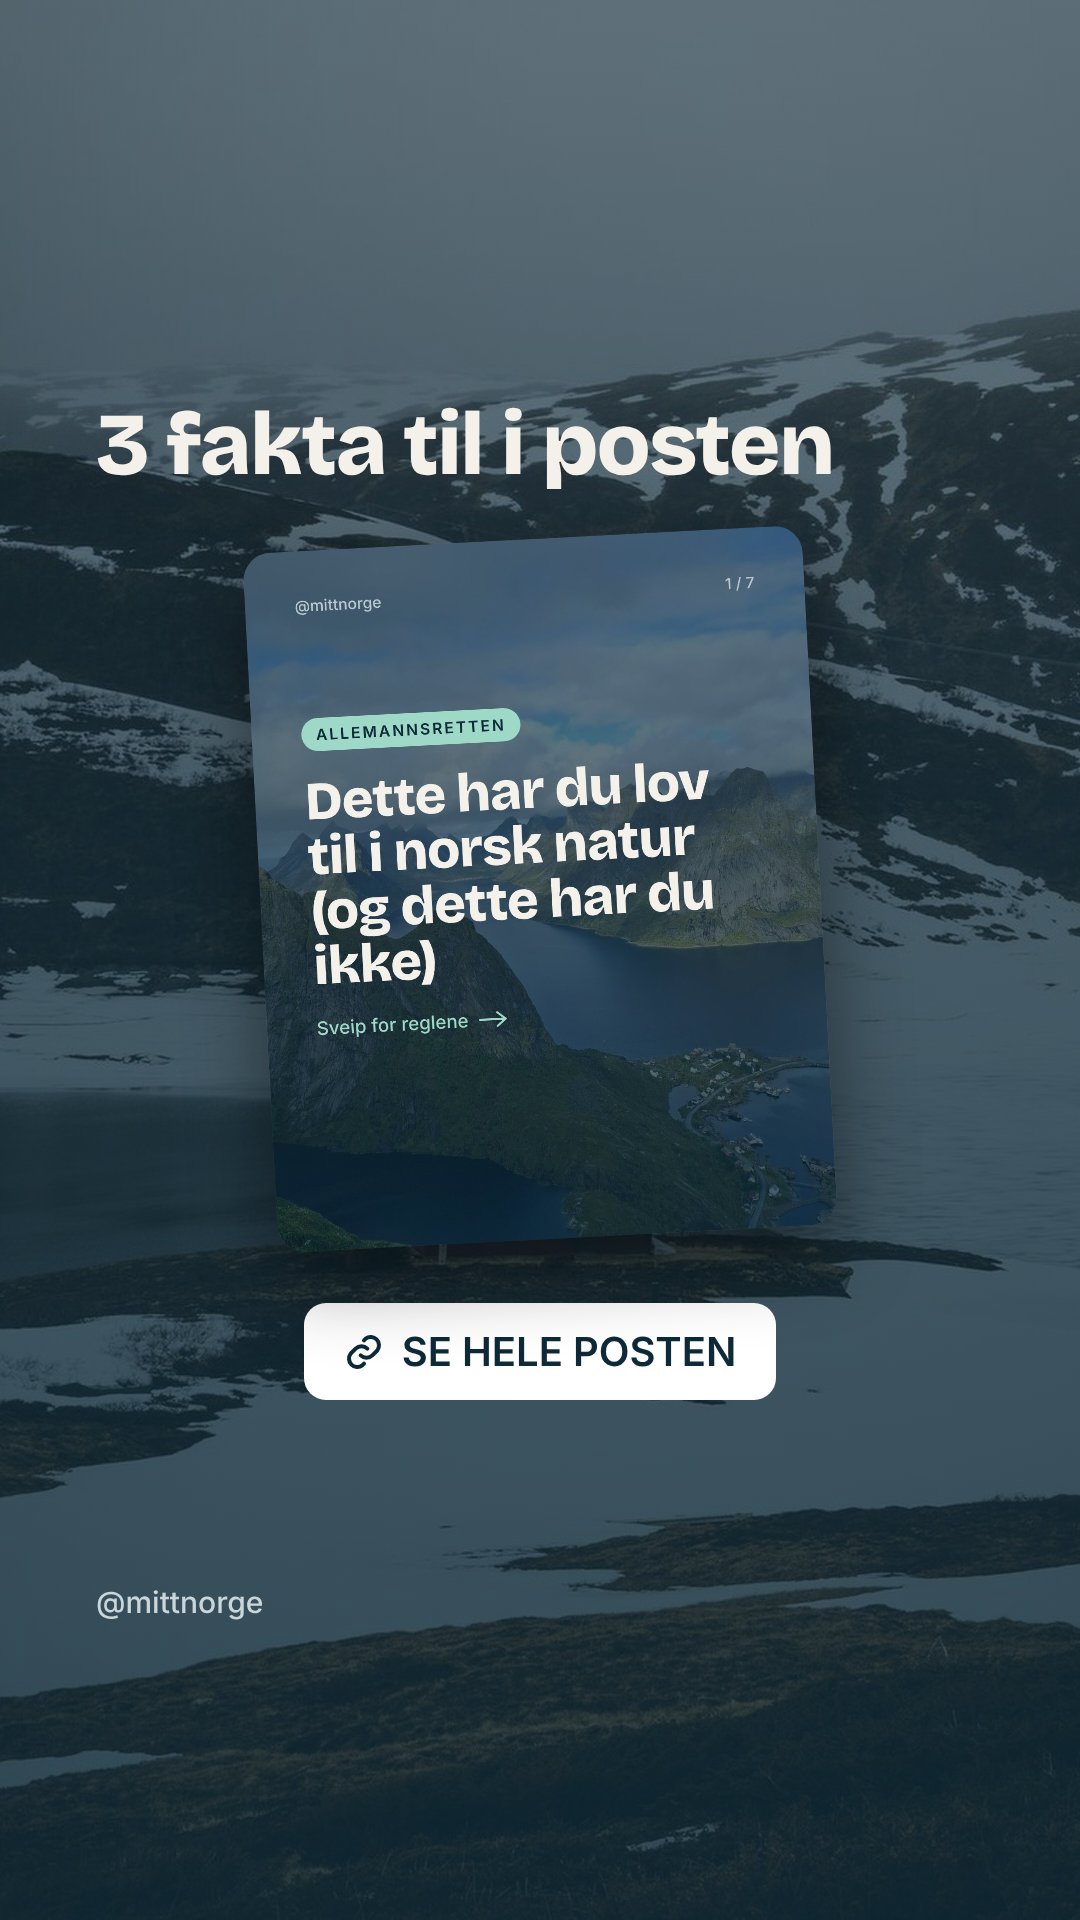 3 fakta til i posten
@mittnorge
1 / 7
ALLEMANNSRETTEN
Dette har du lov
til i norsk natur
(og dette har du
ikke)
Sveip for reglene →
SE HELE POSTEN
@mittnorge